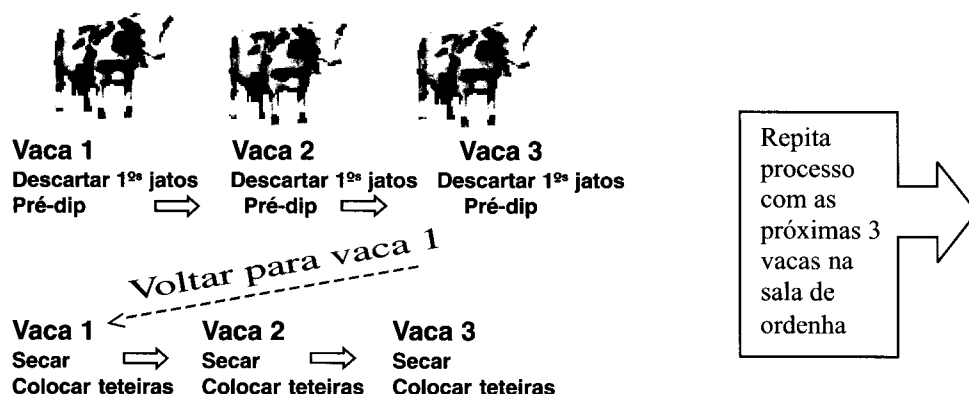 Vaca 1 Vaca 2 Vaca 3
Descartar 1ºs jatos Descartar 1ºs jatos Descartar 1ºs jatos
Pré-dip Pré-dip Pré-dip
Voltar para vaca 1
Vaca 1 Vaca 2 Vaca 3
Secar Secar Secar
Colocar teteiras Colocar teteiras Colocar teteiras
Repita
processo
com as
próximas 3
vacas na
sala de
ordenha